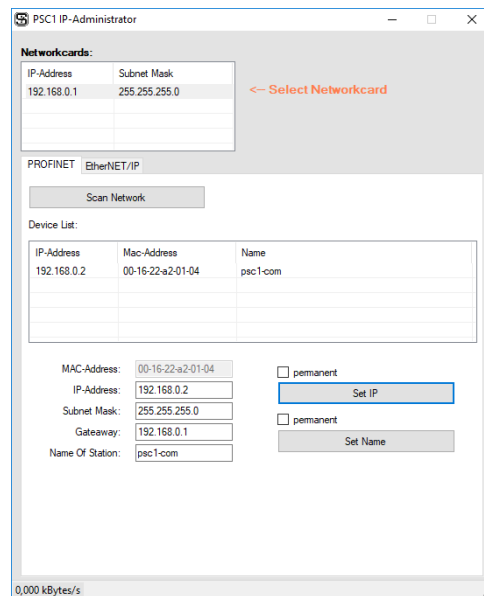 PSC1 IP-Administrator
Networkcards:
IP-Address Subnet Mask
192.168.0.1 255.255.255.0
<-- Select Networkcard
PROFINET EtherNET/IP
Scan Network
Device List:
IP-Address Mac-Address Name
192.168.0.2 00-16-22-a2-01-04 psc1-com
MAC-Address: 00-16-22-a2-01-04
permanent
IP-Address: 192.168.0.2
Set IP
Subnet Mask: 255.255.255.0
permanent
Gateaway: 192.168.0.1
Set Name
Name Of Station: psc1-com
0,000 kBytes/s